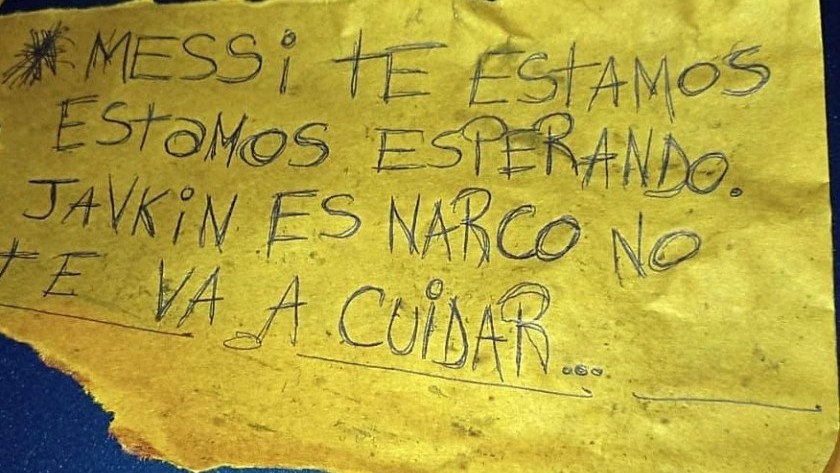 MESSi tE EStAMOS
EStaMOS ESPERANDO.
JAVKiN ES NARCO NO
tE VA A CUiDAR...